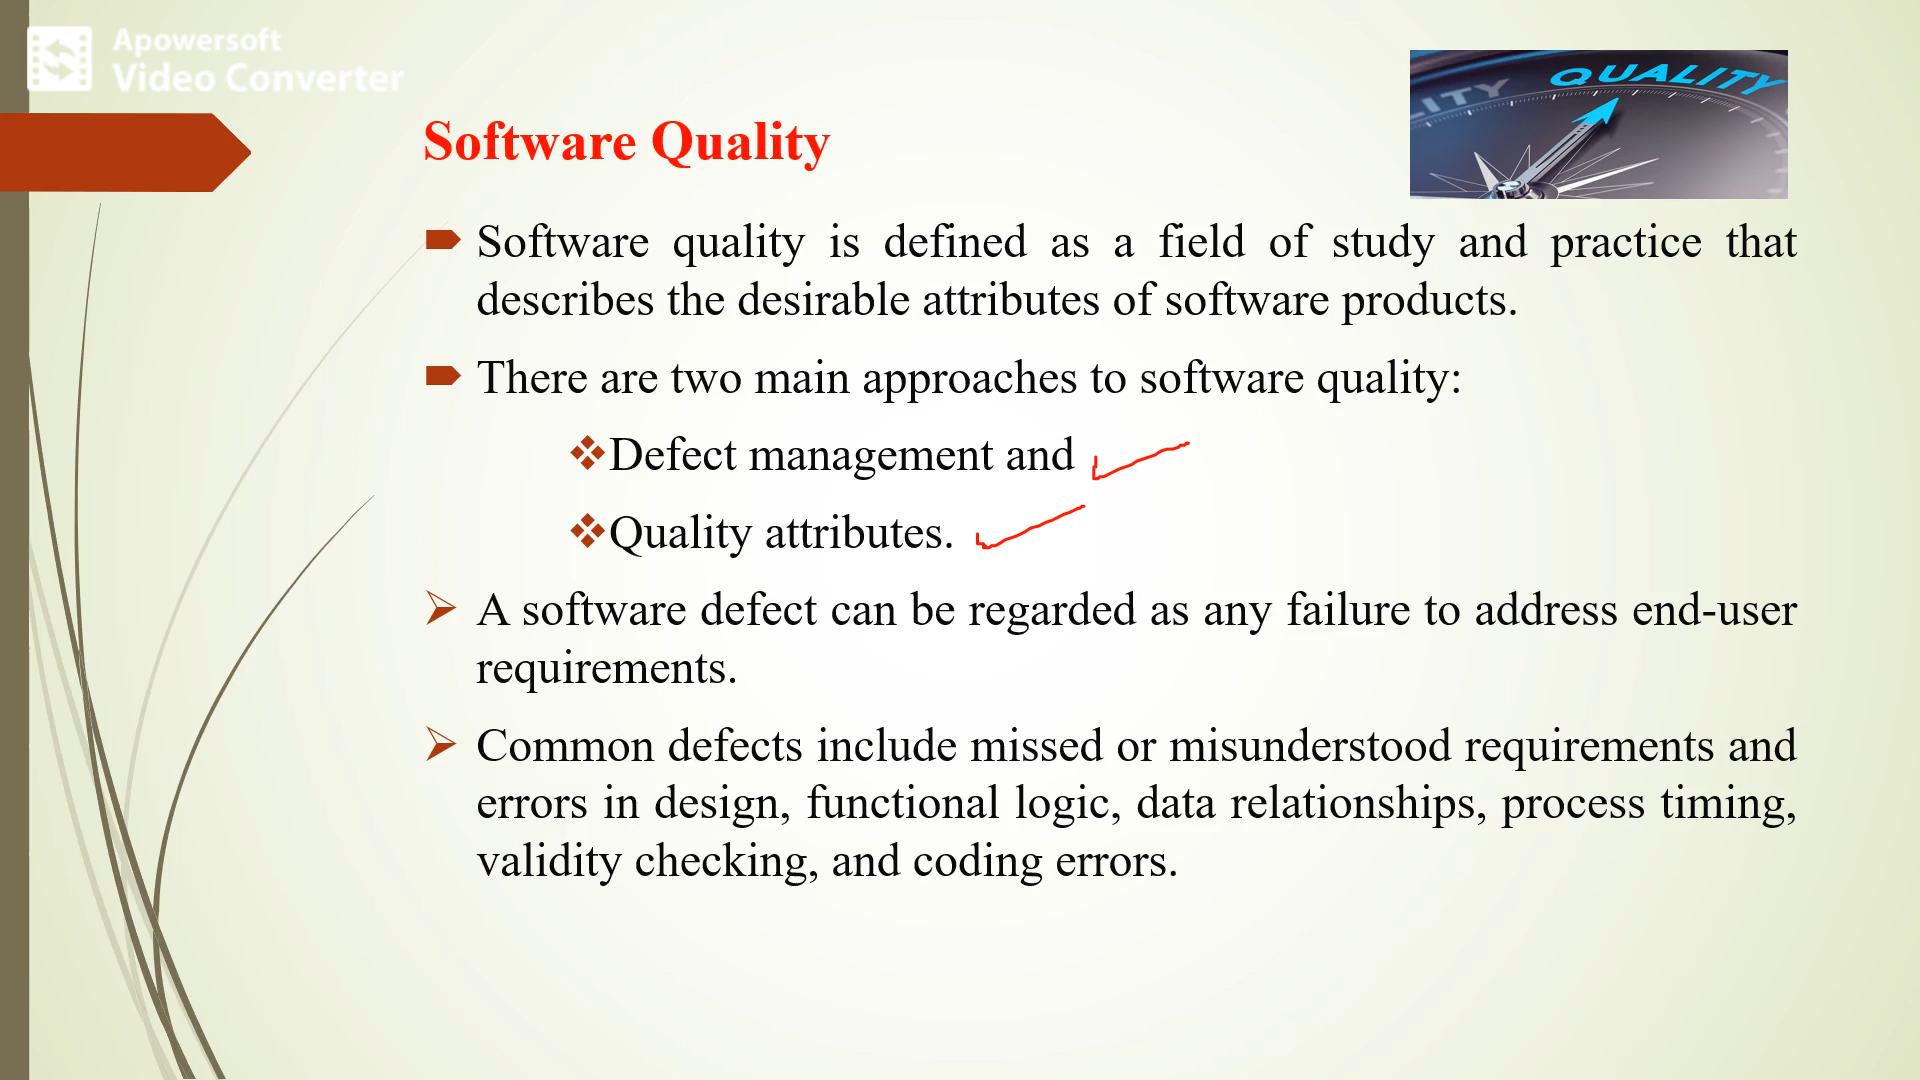 Apowersoft
Video Converter
LITY QUALITY
Software Quality
Software quality is defined as a field of study and practice that
describes the desirable attributes of software products.
There are two main approaches to software quality:
Defect management and
Quality attributes.
A software defect can be regarded as any failure to address end-user
requirements.
Common defects include missed or misunderstood requirements and
errors in design, functional logic, data relationships, process timing,
validity checking, and coding errors.